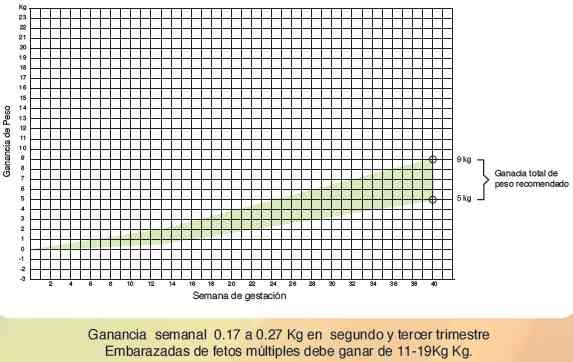 Kg
23
22
21
20
19
18
17
16
15
14
13
12
11
10
9
8
7
6
5
4
3
2
1
0
-1
-2
-3
Ganancia de Peso
2 4 6 8 10 12 14 16 18 20 22 24 26 28 30 32 34 36 38 40
Semana de gestación
9 kg
5 kg
Ganacia total de
peso recomendado
Ganancia semanal 0.17 a 0.27 Kg en segundo y tercer trimestre
Embarazadas de fetos múltiples debe ganar de 11-19Kg Kg.